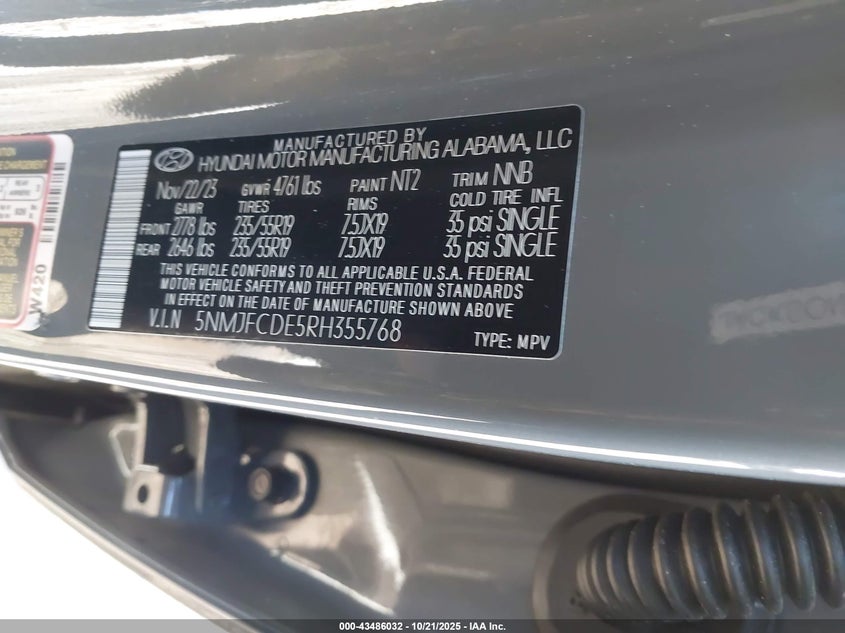 MANUFACTURED BY
HYUNDAI MOTOR MANUFACTURING ALABAMA, LLC
Nov/22/23 GVWR 4761 lbs PAINT NT2 TRIM NNB
GAWR TIRES RIMS COLD TIRE INFL
FRONT 2778 lbs 235/55R19 7.5JX19 35 psi SINGLE
REAR 2646 lbs 235/55R19 7.5JX19 35 psi SINGLE
THIS VEHICLE CONFORMS TO ALL APPLICABLE U.S.A. FEDERAL
MOTOR VEHICLE SAFETY AND THEFT PREVENTION STANDARDS
IN EFFECT ON THE DATE OF MANUFACTURE SHOWN ABOVE
V.I.N 5NMJFCDE5RH355768
TYPE: MPV
W420
000-43486032 - 10/21/2025 - IAA Inc.